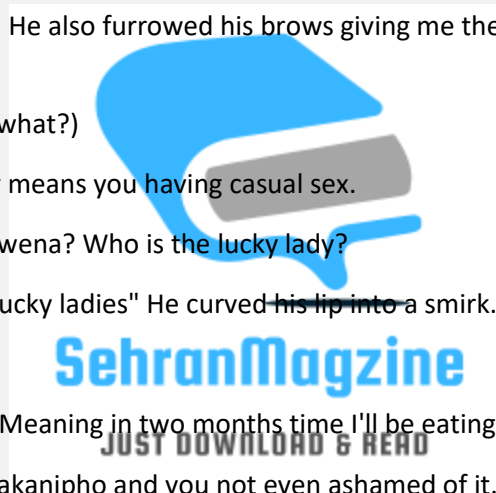 He also furrowed his brows giving me the
what?)
means you having casual sex.
wena? Who is the lucky lady?
ucky ladies" He curved his lip into a smirk.
SehranMagzine
Meaning in two months time I'll be eating
JUST DOWNLOAD & READ
akanipho and you not even ashamed of it.